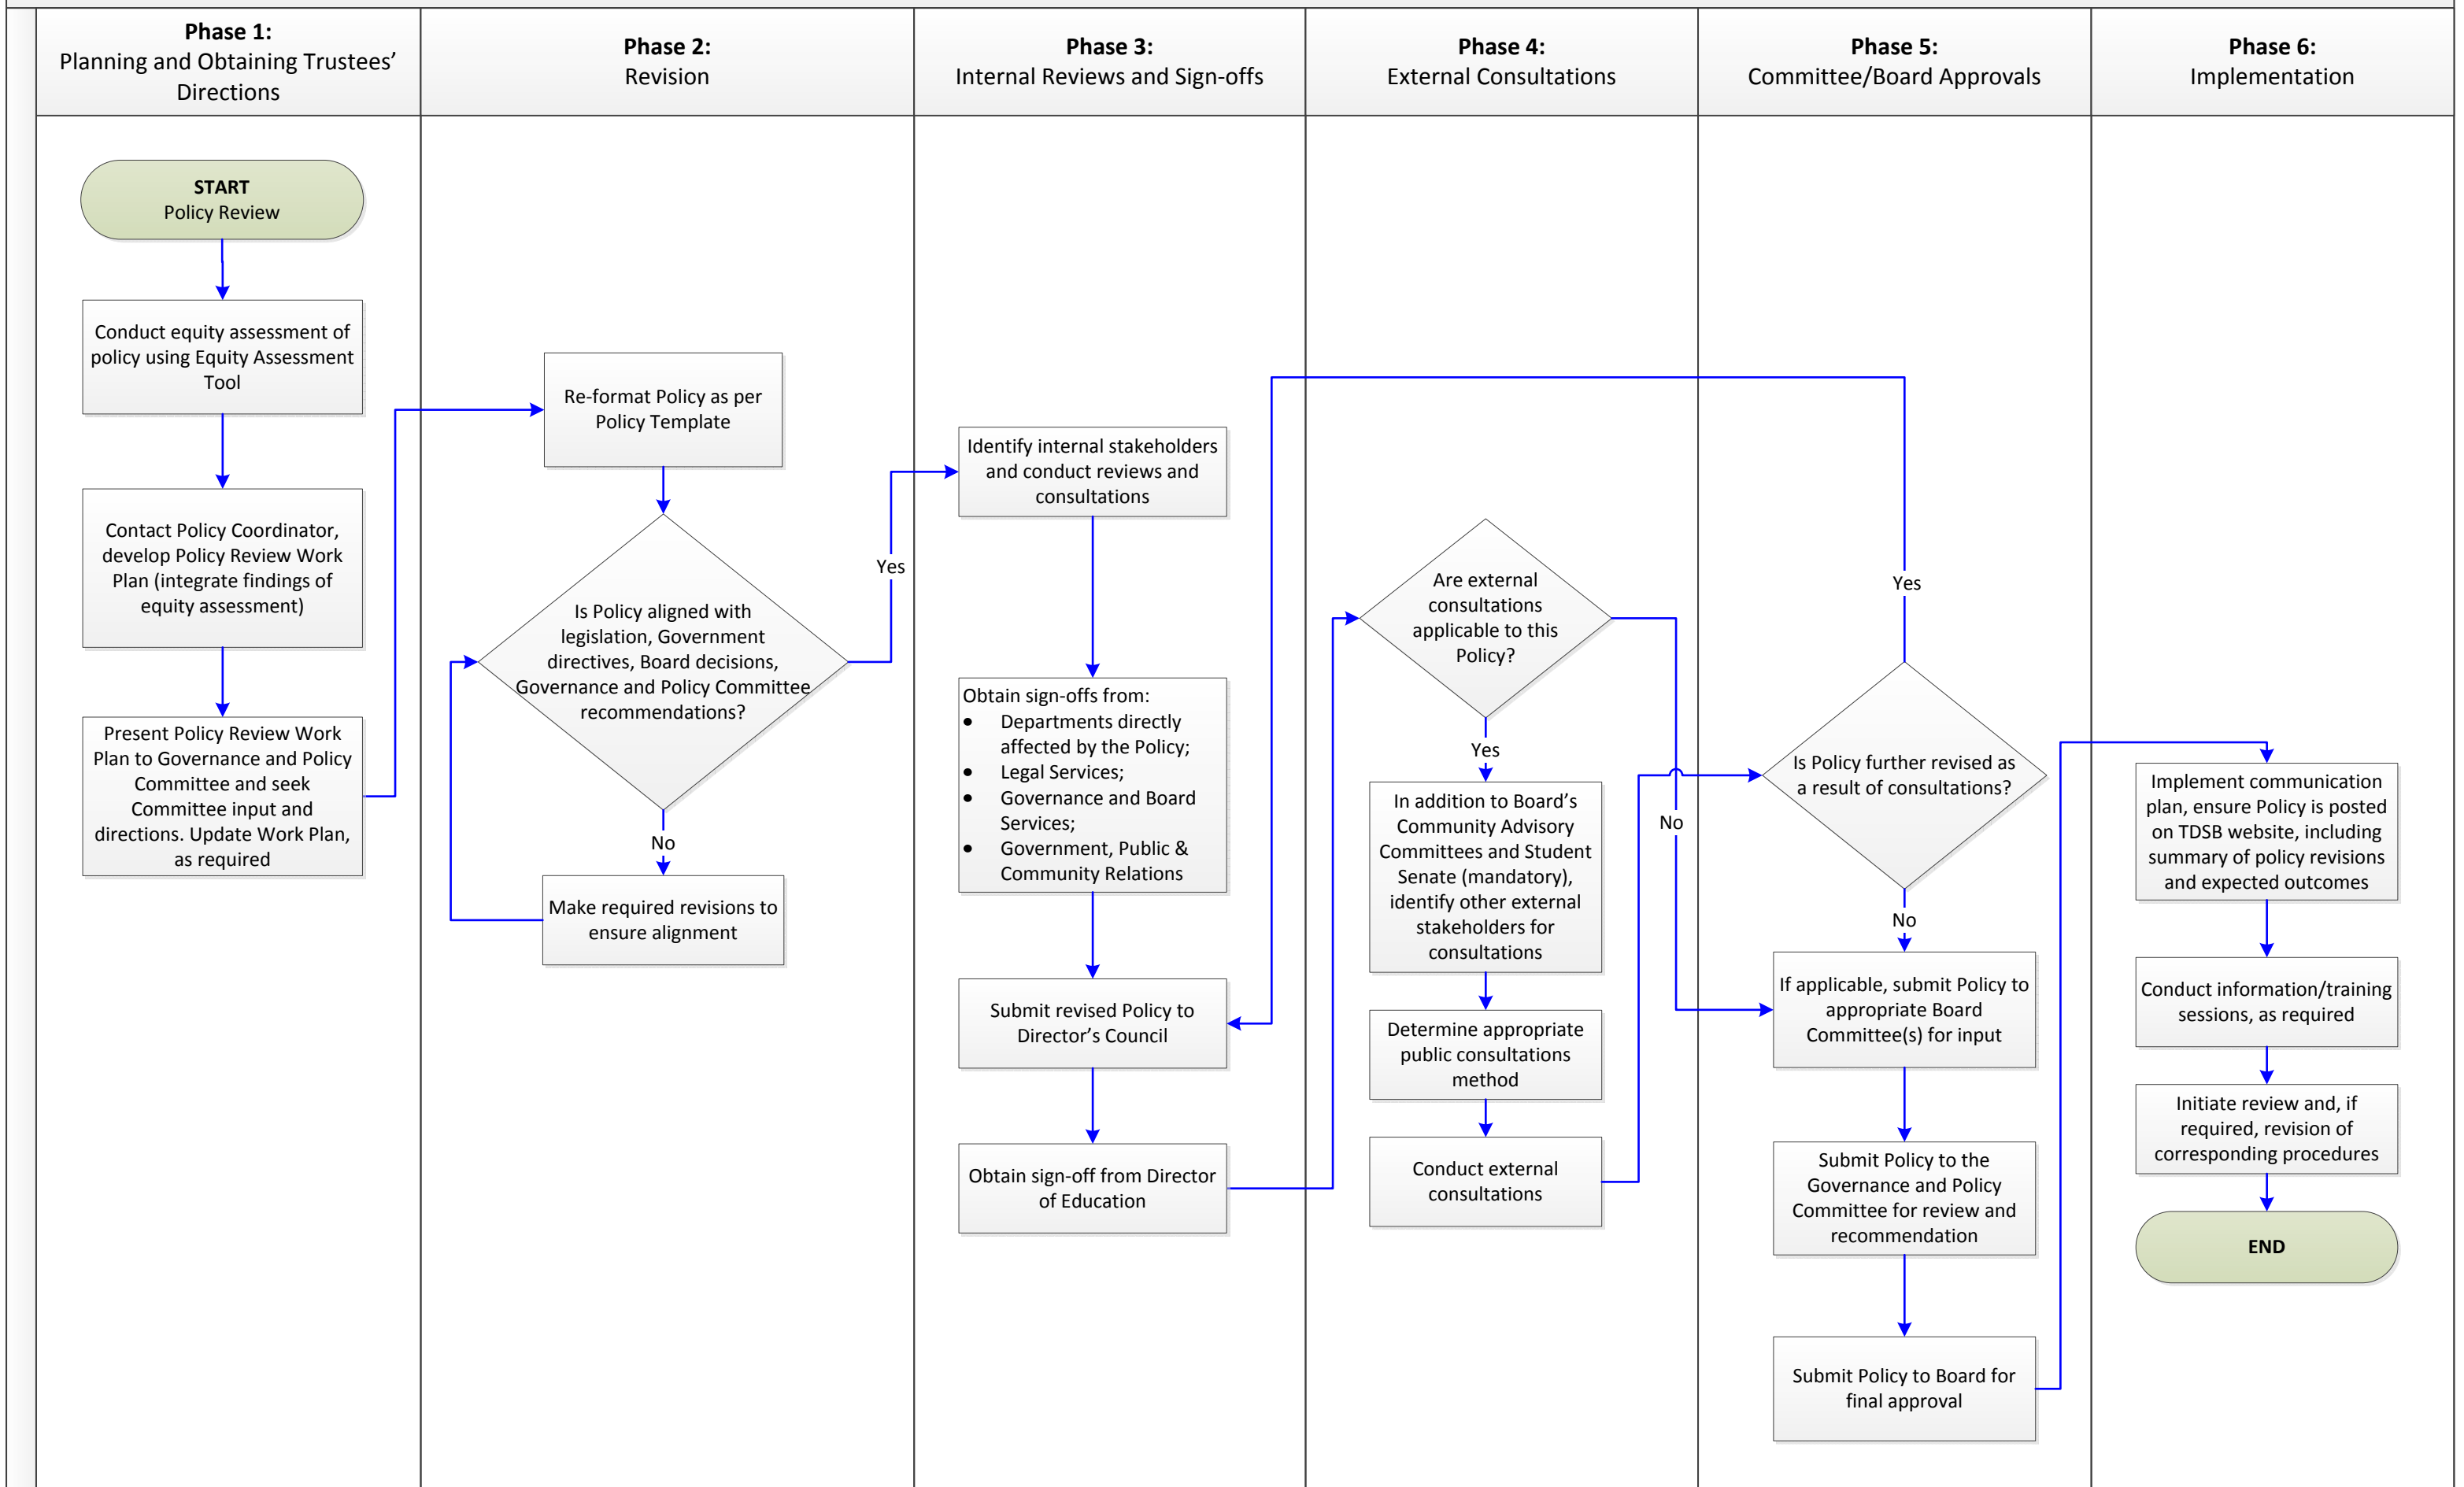 Phase 1:
Planning and Obtaining Trustees’
Directions
Phase 2:
Revision
Phase 3:
Internal Reviews and Sign-offs
Phase 4:
External Consultations
Phase 5:
Committee/Board Approvals
Phase 6:
Implementation
START
Policy Review
Conduct equity assessment of
policy using Equity Assessment
Tool
Contact Policy Coordinator,
develop Policy Review Work
Plan (integrate findings of
equity assessment)
Present Policy Review Work
Plan to Governance and Policy
Committee and seek
Committee input and
directions. Update Work Plan,
as required
Re-format Policy as per
Policy Template
Is Policy aligned with
legislation, Government
directives, Board decisions,
Governance and Policy Committee
recommendations?
Yes
No
Make required revisions to
ensure alignment
Identify internal stakeholders
and conduct reviews and
consultations
Obtain sign-offs from:
• Departments directly
affected by the Policy;
• Legal Services;
• Governance and Board
Services;
• Government, Public &
Community Relations
Submit revised Policy to
Director’s Council
Obtain sign-off from Director
of Education
Are external
consultations
applicable to this
Policy?
Yes
No
In addition to Board’s
Community Advisory
Committees and Student
Senate (mandatory),
identify other external
stakeholders for
consultations
Determine appropriate
public consultations
method
Conduct external
consultations
Yes
Is Policy further revised as
a result of consultations?
No
If applicable, submit Policy to
appropriate Board
Committee(s) for input
Submit Policy to the
Governance and Policy
Committee for review and
recommendation
Submit Policy to Board for
final approval
Implement communication
plan, ensure Policy is posted
on TDSB website, including
summary of policy revisions
and expected outcomes
Conduct information/training
sessions, as required
Initiate review and, if
required, revision of
corresponding procedures
END